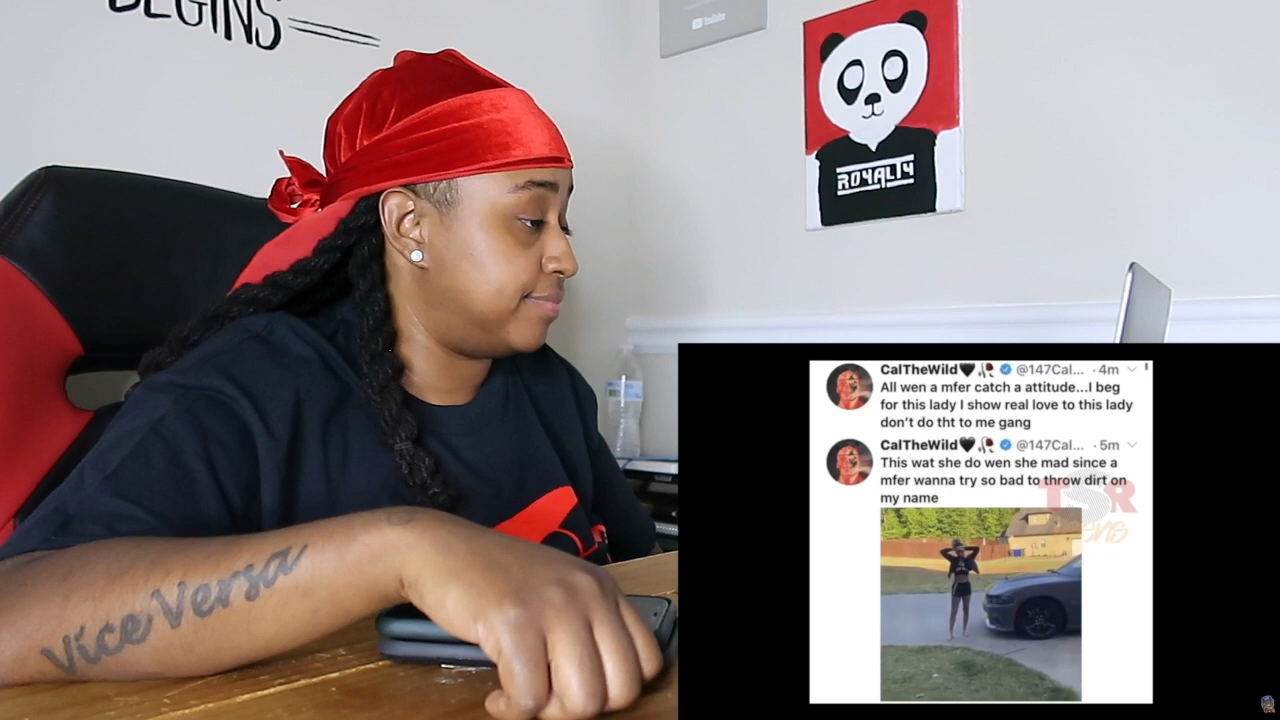 BEGINS
YouTube
ROYALTY
Vice Versa
CalTheWild🖤🥀 @147Cal... · 4m
All wen a mfer catch a attitude...I beg
for this lady I show real love to this lady
don't do tht to me gang
CalTheWild🖤🥀 @147Cal... · 5m
This wat she do wen she mad since a
mfer wanna try so bad to throw dirt on
my name
TSR